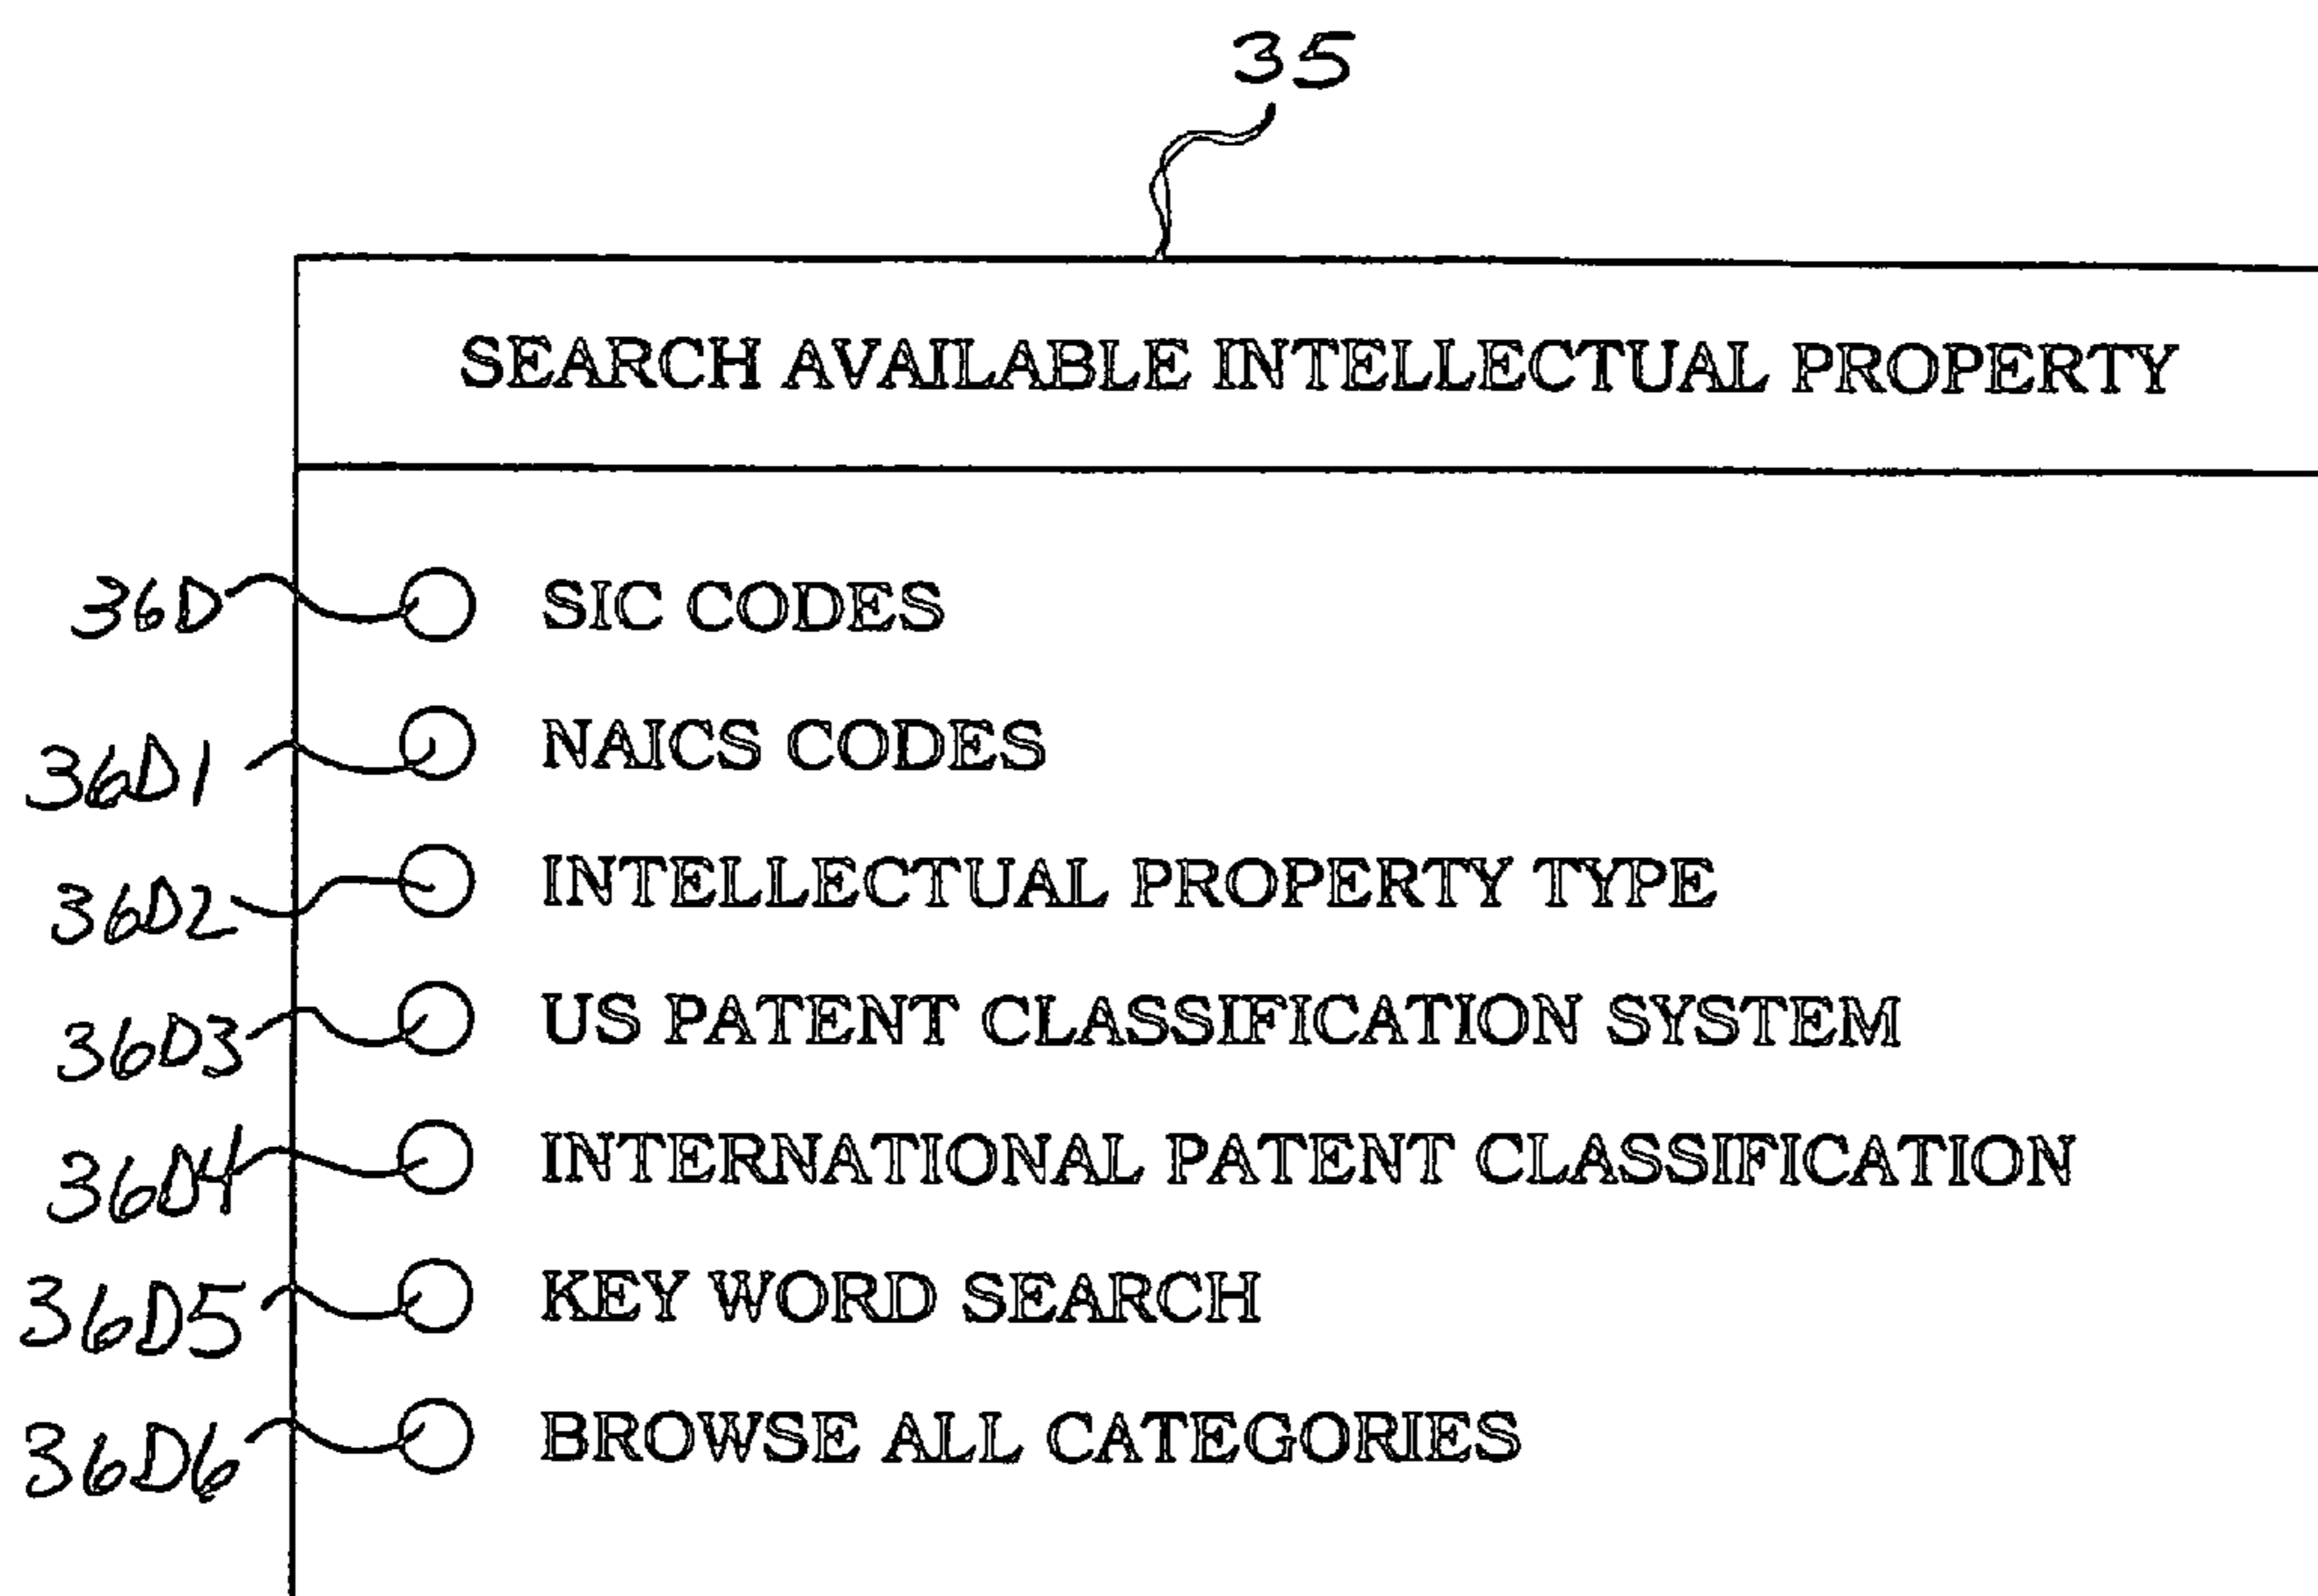 35
SEARCH AVAILABLE INTELLECTUAL PROPERTY
36D SIC CODES
36D1 NAICS CODES
36D2 INTELLECTUAL PROPERTY TYPE
36D3 US PATENT CLASSIFICATION SYSTEM
36D4 INTERNATIONAL PATENT CLASSIFICATION
36D5 KEY WORD SEARCH
36D6 BROWSE ALL CATEGORIES